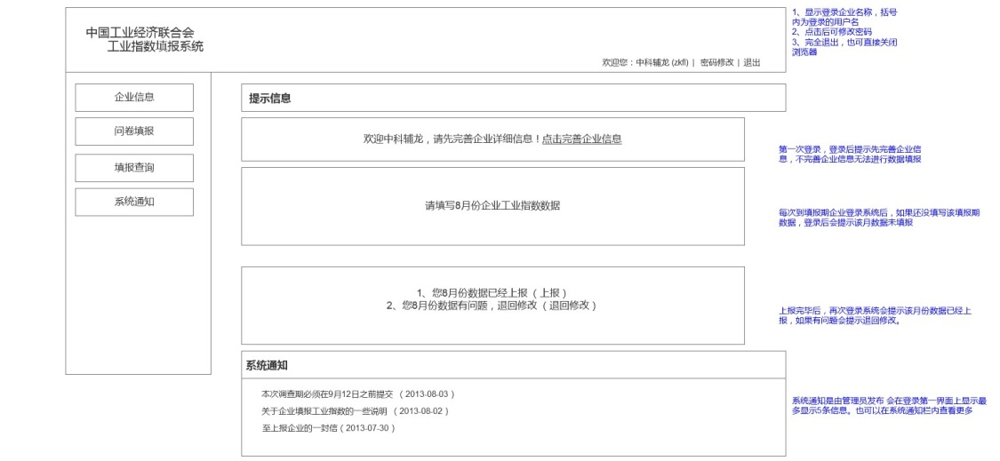 中国工业经济联合会
工业指数填报系统
欢迎您：中科辅龙 (zkfl) | 密码修改 | 退出
1、显示登录企业名称，括号
内为登录的用户名
2、点击后可修改密码
3、完全退出，也可直接关闭
浏览器
企业信息
问卷填报
填报查询
系统通知
提示信息
欢迎中科辅龙，请先完善企业详细信息！点击完善企业信息
第一次登录，登录后提示先完善企业信
息，不完善企业信息无法进行数据填报
请填写8月份企业工业指数数据
每次到填报期企业登录系统后，如果还没填写该填报期
数据，登录后会提示该月数据未填报
1、您8月份数据已经上报（上报）
2、您8月份数据有问题，退回修改（退回修改）
上报完毕后，再次登录系统会提示该月份数据已经上
报，如果有问题会提示退回修改。
系统通知
本次调查期必须在9月12日之前提交 （2013-08-03）
关于企业填报工业指数的一些说明 （2013-08-02）
至上报企业的一封信（2013-07-30）
系统通知是由管理员发布 会在登录第一界面上显示最
多显示5条信息。也可以在系统通知栏内查看更多